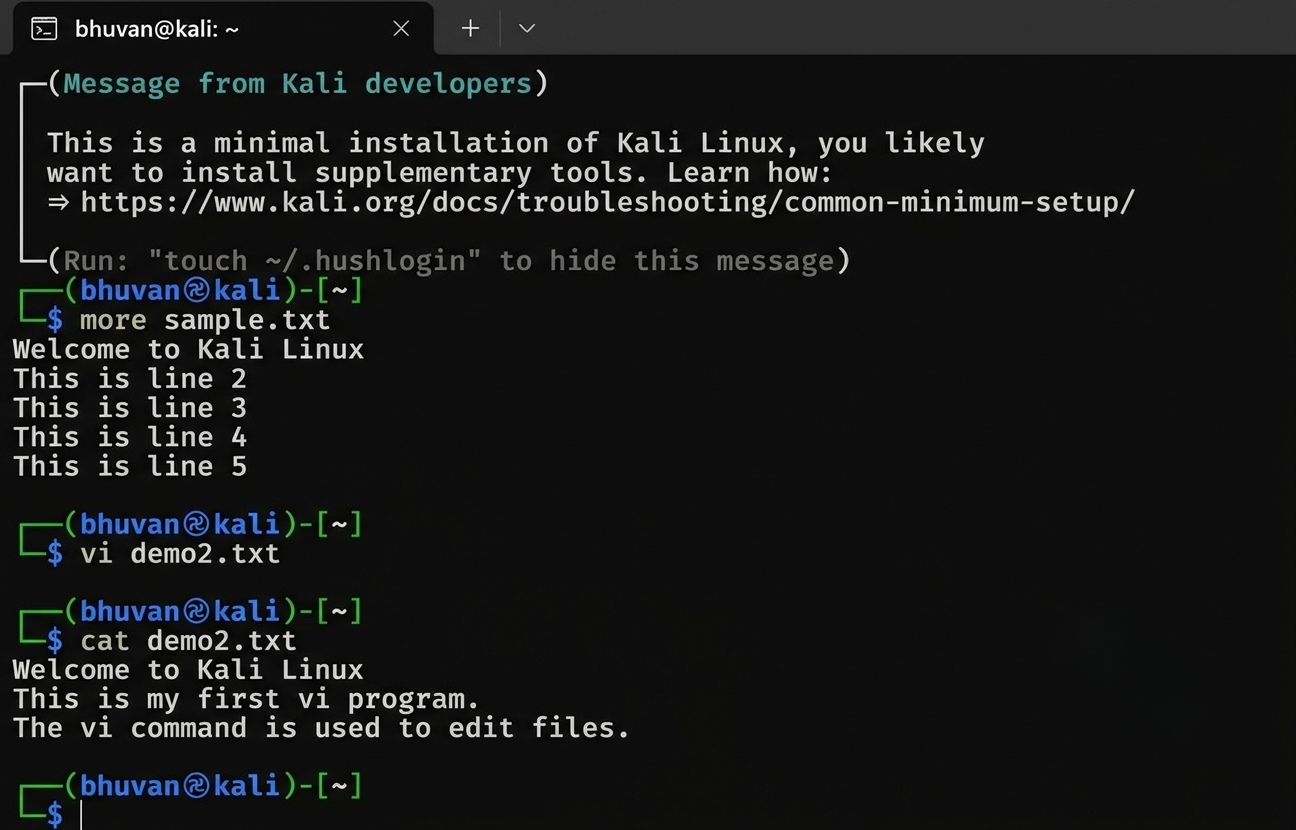 bhuvan@kali: ~
(Message from Kali developers)
This is a minimal installation of Kali Linux, you likely
want to install supplementary tools. Learn how:
⇒ https://www.kali.org/docs/troubleshooting/common-minimum-setup/
(Run: "touch ~/.hushlogin" to hide this message)
┌──(bhuvan㉿kali)-[~]
└─$ more sample.txt
Welcome to Kali Linux
This is line 2
This is line 3
This is line 4
This is line 5
┌──(bhuvan㉿kali)-[~]
└─$ vi demo2.txt
┌──(bhuvan㉿kali)-[~]
└─$ cat demo2.txt
Welcome to Kali Linux
This is my first vi program.
The vi command is used to edit files.
┌──(bhuvan㉿kali)-[~]
└─$